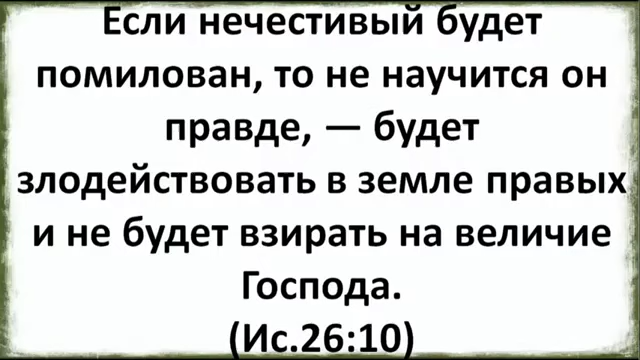 Если нечестивый будет
помилован, то не научится он
правде, — будет
злодействовать в земле правых
и не будет взирать на величие
Господа.
(Ис.26:10)